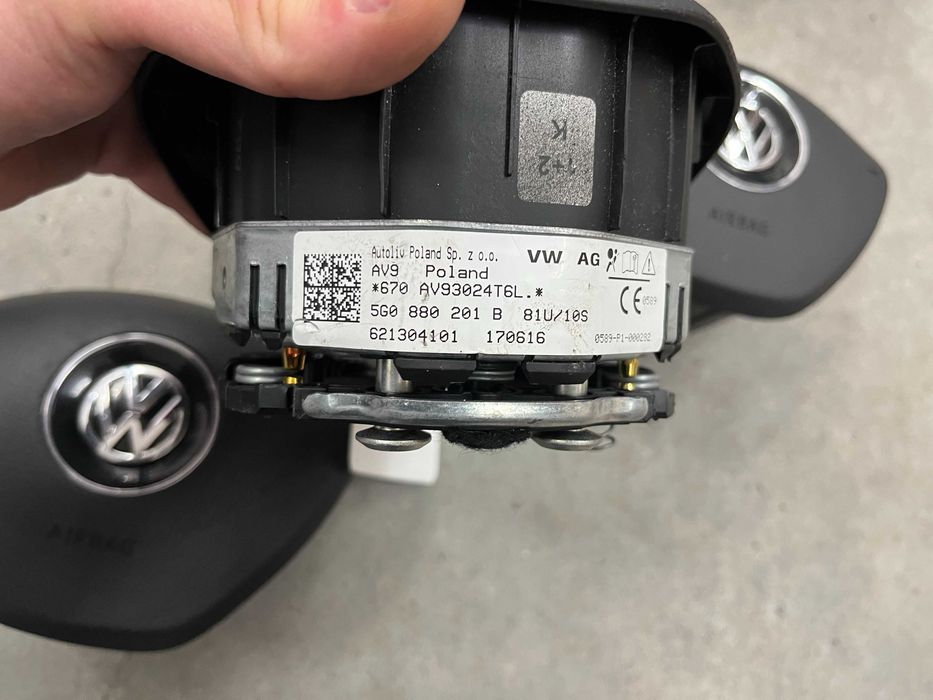 1+2
K
Autoliv Poland Sp. z o.o.
VW AG
AV9 Poland
*670 AV93024T6L.*
CE 0589
5G0 880 201 B 81U/10S
621304101 170616
0589-P1-000282
AIRBAG
AIRBAG